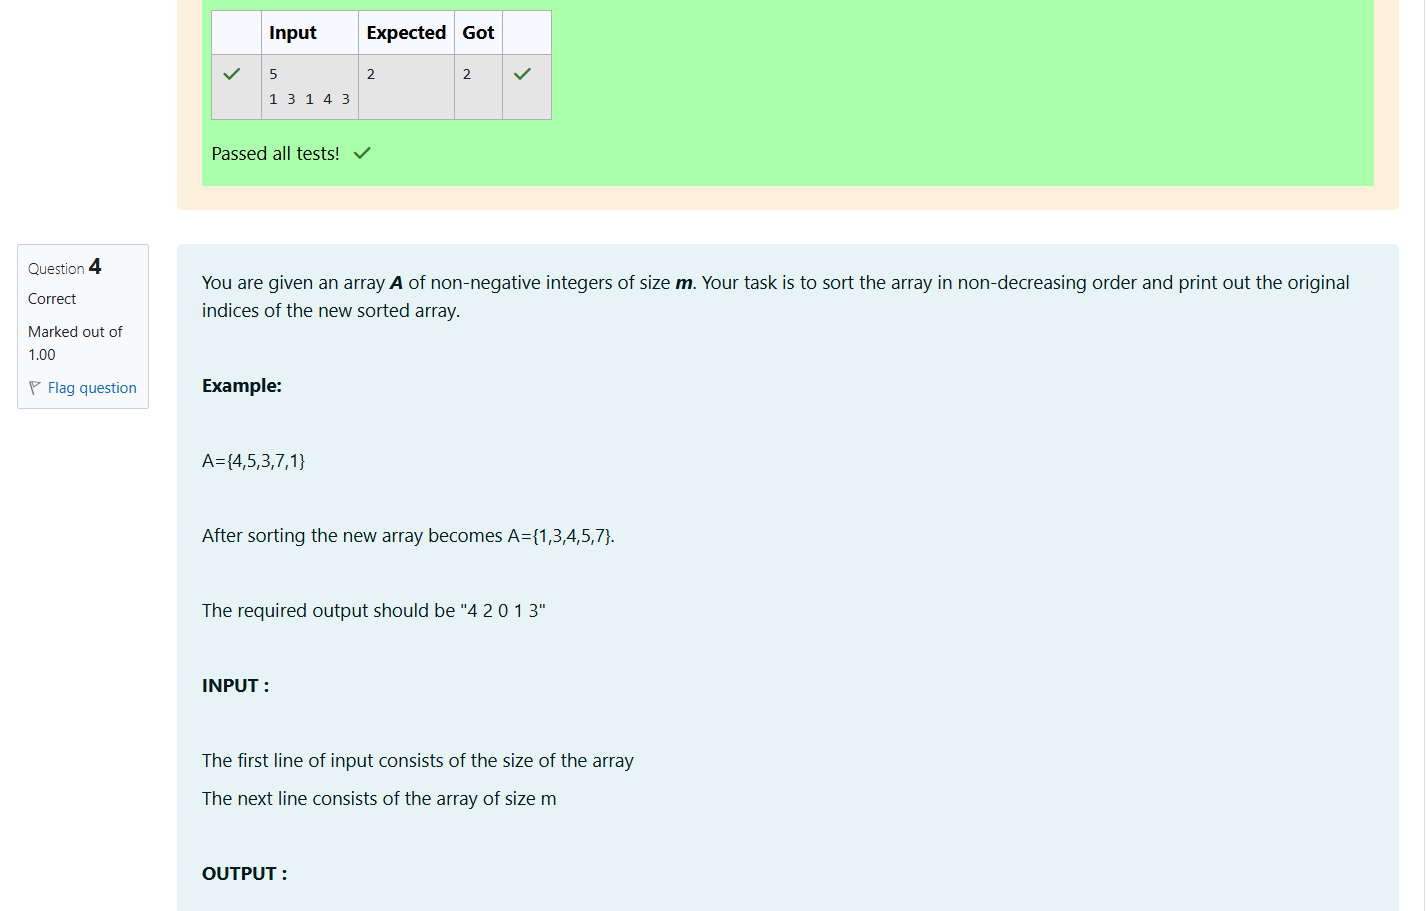 Input Expected Got
5 2 2
1 3 1 4 3
Passed all tests!
Question 4
Correct
Marked out of
1.00
Flag question
You are given an array A of non-negative integers of size m. Your task is to sort the array in non-decreasing order and print out the original
indices of the new sorted array.
Example:
A={4,5,3,7,1}
After sorting the new array becomes A={1,3,4,5,7}.
The required output should be "4 2 0 1 3"
INPUT :
The first line of input consists of the size of the array
The next line consists of the array of size m
OUTPUT :